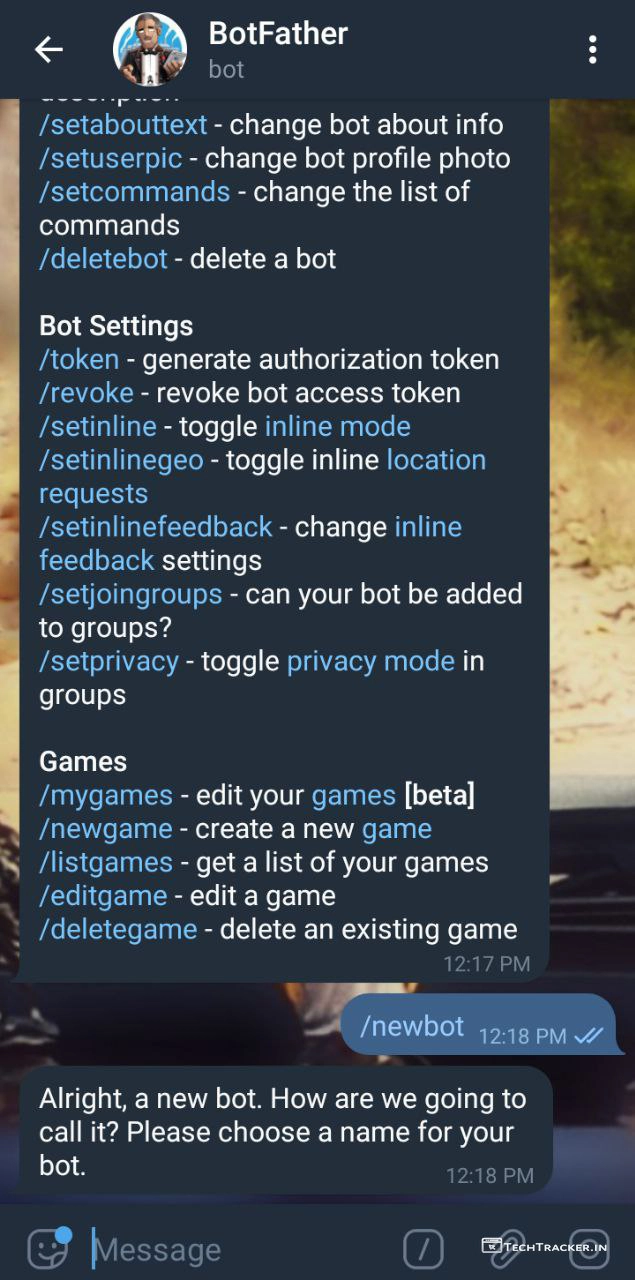 BotFather
bot
description
/setabouttext - change bot about info
/setuserpic - change bot profile photo
/setcommands - change the list of
commands
/deletebot - delete a bot
Bot Settings
/token - generate authorization token
/revoke - revoke bot access token
/setinline - toggle inline mode
/setinlinegeo - toggle inline location
requests
/setinlinefeedback - change inline
feedback settings
/setjoingroups - can your bot be added
to groups?
/setprivacy - toggle privacy mode in
groups
Games
/mygames - edit your games [beta]
/newgame - create a new game
/listgames - get a list of your games
/editgame - edit a game
/deletegame - delete an existing game
12:17 PM
/newbot 12:18 PM
Alright, a new bot. How are we going to
call it? Please choose a name for your
bot.
12:18 PM
Message
/
TECHTRACKER.IN